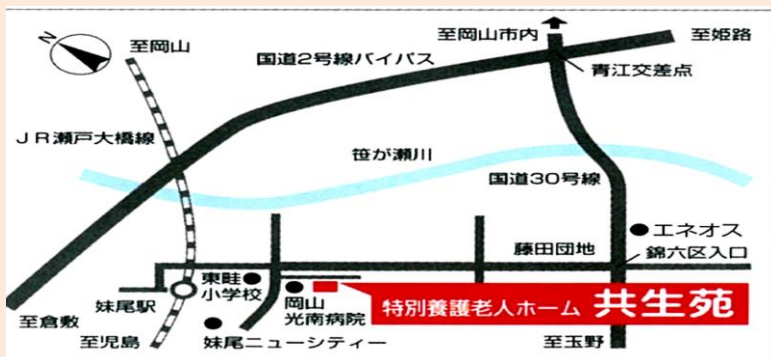 N
至岡山
至岡山市内
至姫路
国道2号線バイパス
青江交差点
JR瀬戸大橋線
笹が瀬川
国道30号線
エネオス
藤田団地
錦六区入口
東畦
小学校
岡山
光南病院
特別養護老人ホーム 共生苑
妹尾駅
至倉敷
至児島
妹尾ニューシティー
至玉野